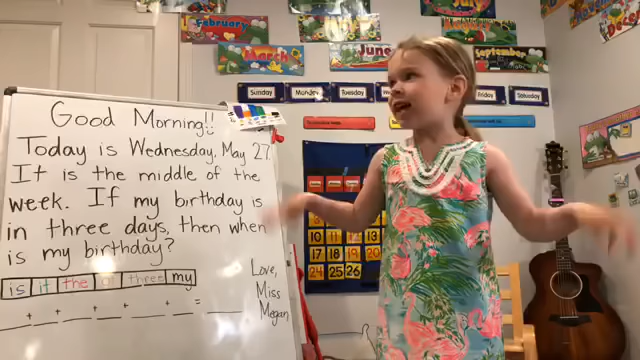 February
March
June
September
Sunday
Monday
Tuesday
Friday
Saturday
Good Morning!!
Today is Wednesday, May 27.
It is the middle of the
week. If my birthday is
in three days, then when
is my birthday?
is it the three my
+ + + + + =
Love,
Miss
Megan
10 11 12 13
17 18 19 20
24 25 26